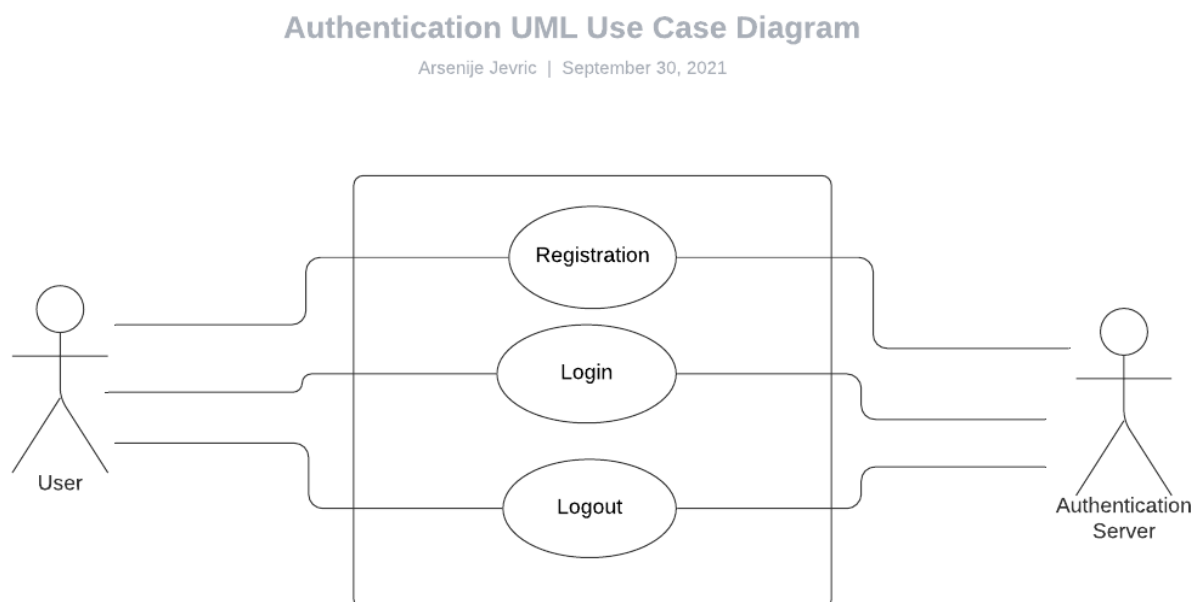 Authentication UML Use Case Diagram
Arsenije Jevric | September 30, 2021
Registration
Login
Logout
User
Authentication
Server